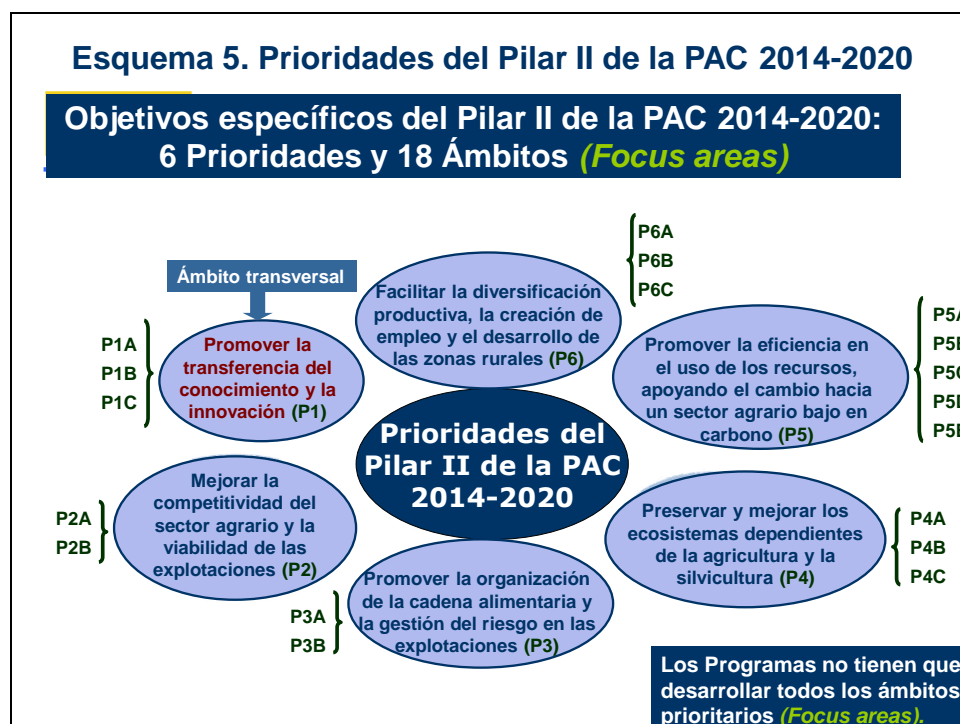 Esquema 5. Prioridades del Pilar II de la PAC 2014-2020
Objetivos específicos del Pilar II de la PAC 2014-2020:
6 Prioridades y 18 Ámbitos (Focus areas)
Ámbito transversal
P1A
P1B
P1C
Promover la
transferencia del
conocimiento y la
innovación (P1)
Facilitar la diversificación
productiva, la creación de
empleo y el desarrollo de
las zonas rurales (P6)
P6A
P6B
P6C
Promover la eficiencia en
el uso de los recursos,
apoyando el cambio hacia
un sector agrario bajo en
carbono (P5)
P5A
P5B
P5C
P5D
P5E
Prioridades del
Pilar II de la PAC
2014-2020
P2A
P2B
Mejorar la
competitividad del
sector agrario y la
viabilidad de las
explotaciones (P2)
P3A
P3B
Promover la organización
de la cadena alimentaria y
la gestión del riesgo en las
explotaciones (P3)
Preservar y mejorar los
ecosistemas dependientes
de la agricultura y la
silvicultura (P4)
P4A
P4B
P4C
Los Programas no tienen que
desarrollar todos los ámbitos
prioritarios (Focus areas).